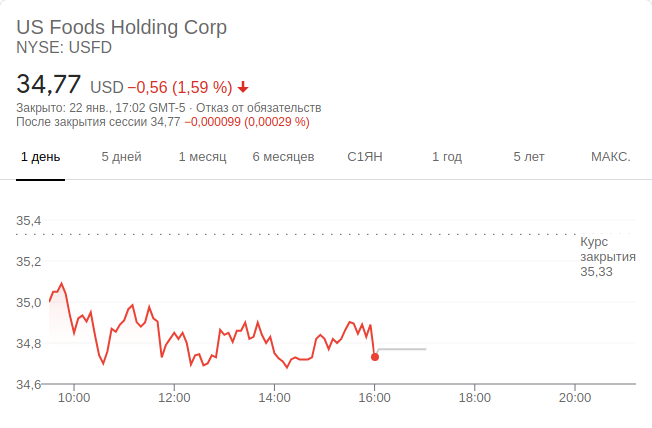 US Foods Holding Corp
NYSE: USFD
34,77 USD −0,56 (1,59 %)
Закрыто: 22 янв., 17:02 GMT-5 · Отказ от обязательств
После закрытия сессии 34,77 −0,000099 (0,00029 %)
1 день 5 дней 1 месяц 6 месяцев С1ЯН 1 год 5 лет МАКС.
35,4
Курс
закрытия
35,33
35,2
35,0
34,8
34,6
10:00 12:00 14:00 16:00 18:00 20:00